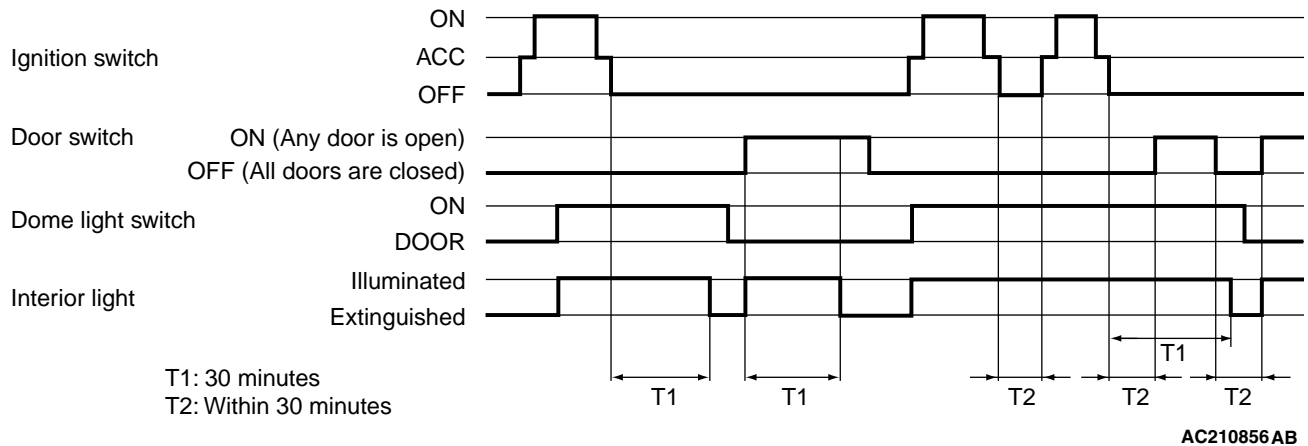 ON
Ignition switch
ACC
OFF
Door switch
ON (Any door is open)
OFF (All doors are closed)
Dome light switch
ON
DOOR
Interior light
Illuminated
Extinguished
T1
T1: 30 minutes
T2: Within 30 minutes
T1
T1
T2
T2
T2
AC210856AB